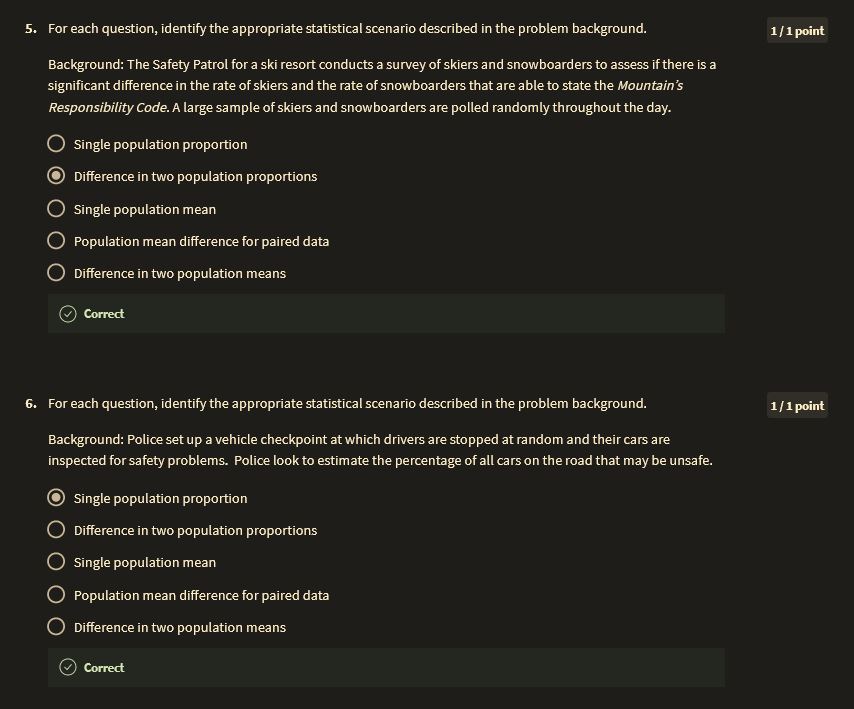 5. For each question, identify the appropriate statistical scenario described in the problem background.
1 / 1 point
Background: The Safety Patrol for a ski resort conducts a survey of skiers and snowboarders to assess if there is a
significant difference in the rate of skiers and the rate of snowboarders that are able to state the Mountain's
Responsibility Code. A large sample of skiers and snowboarders are polled randomly throughout the day.
Single population proportion
Difference in two population proportions
Single population mean
Population mean difference for paired data
Difference in two population means
Correct
6. For each question, identify the appropriate statistical scenario described in the problem background.
1 / 1 point
Background: Police set up a vehicle checkpoint at which drivers are stopped at random and their cars are
inspected for safety problems. Police look to estimate the percentage of all cars on the road that may be unsafe.
Single population proportion
Difference in two population proportions
Single population mean
Population mean difference for paired data
Difference in two population means
Correct